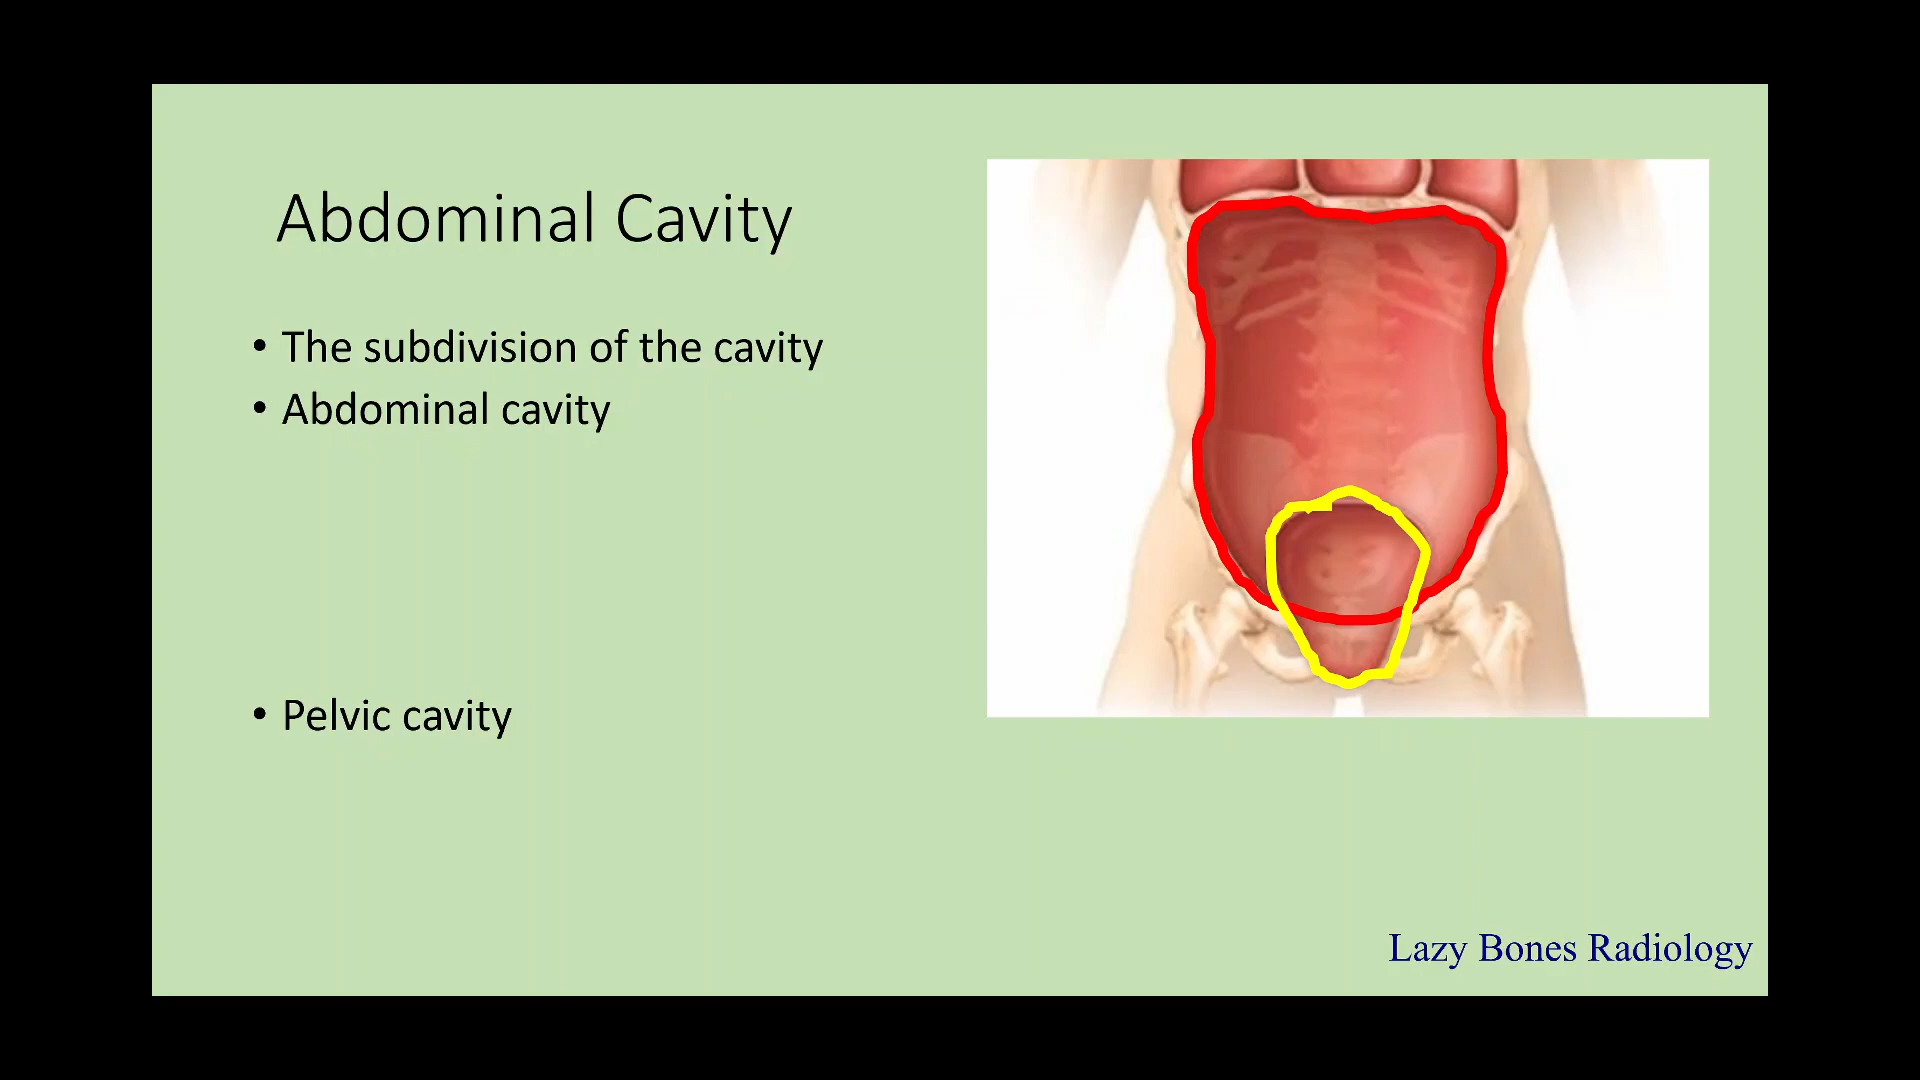 Abdominal Cavity
• The subdivision of the cavity
• Abdominal cavity
• Pelvic cavity
Lazy Bones Radiology